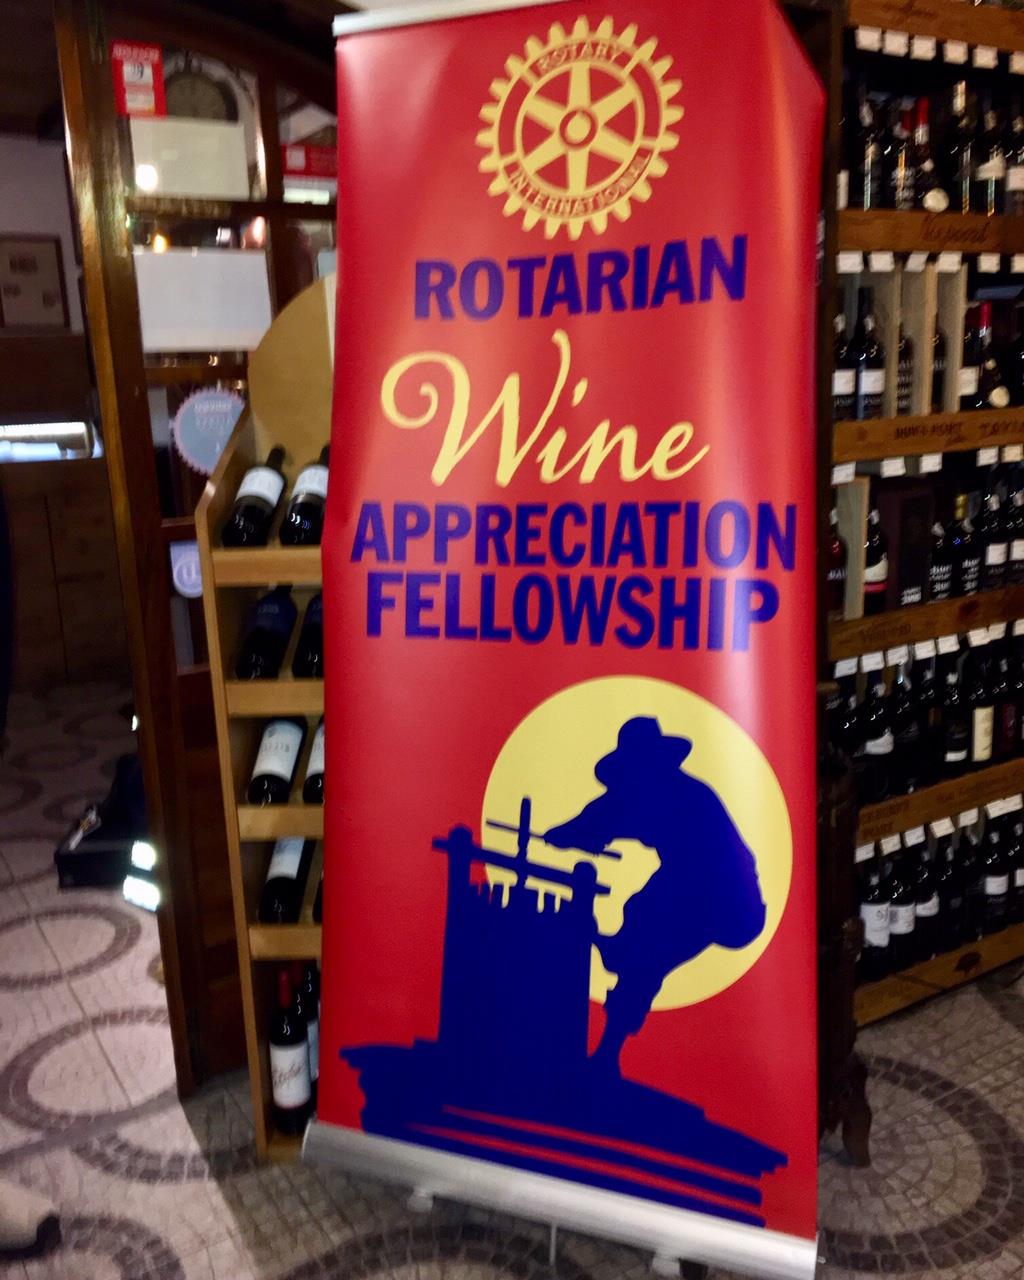 ROTARY
INTERNATIONAL
ROTARIAN
Wine
APPRECIATION
FELLOWSHIP